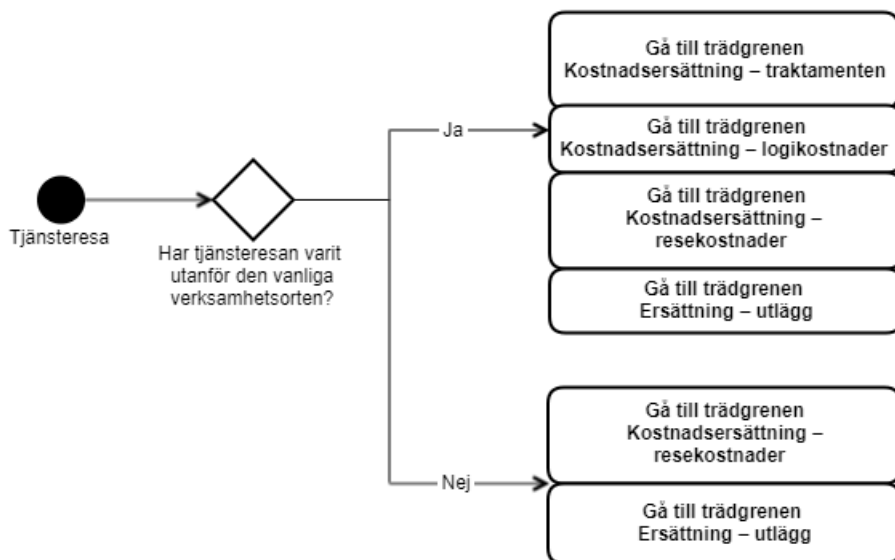 Tjänsteresa
Har tjänsteresan varit
utanför den vanliga
verksamhetsorten?
Ja
Gå till trädgrenen
Kostnadsersättning – traktamenten
Gå till trädgrenen
Kostnadsersättning – logikostnader
Gå till trädgrenen
Kostnadsersättning –
resekostnader
Gå till trädgrenen
Ersättning – utlägg
Nej
Gå till trädgrenen
Kostnadsersättning –
resekostnader
Gå till trädgrenen
Ersättning – utlägg